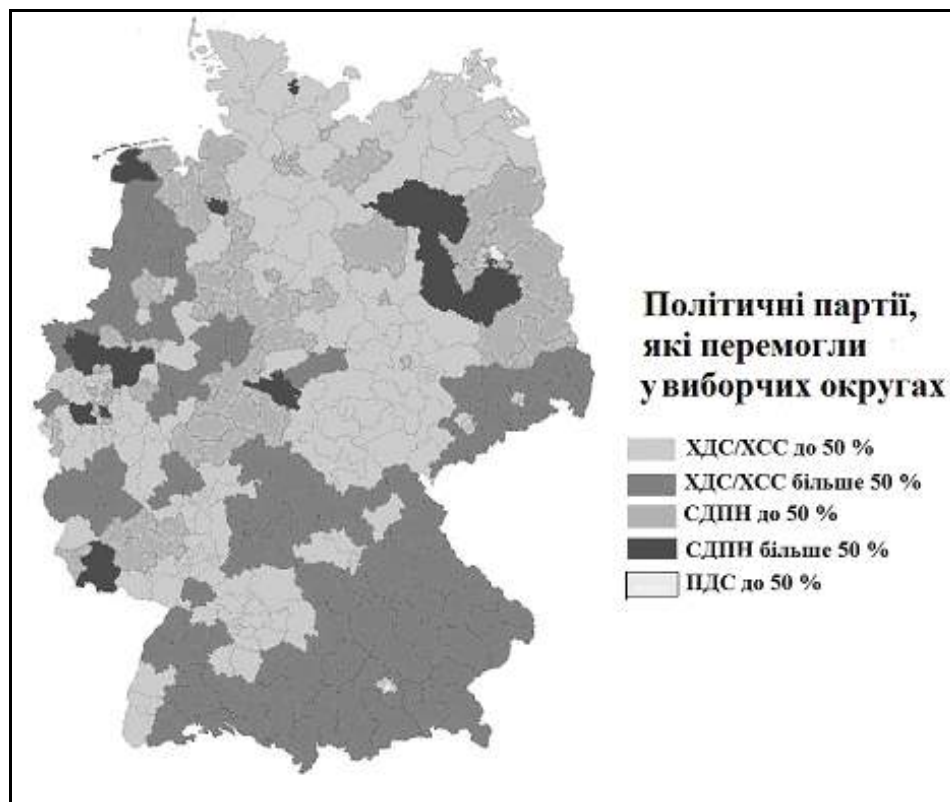 Політичні партії,
які перемогли
у виборчих округах
ХДС/ХСС до 50 %
ХДС/ХСС більше 50 %
СДПН до 50 %
СДПН більше 50 %
ПДС до 50 %